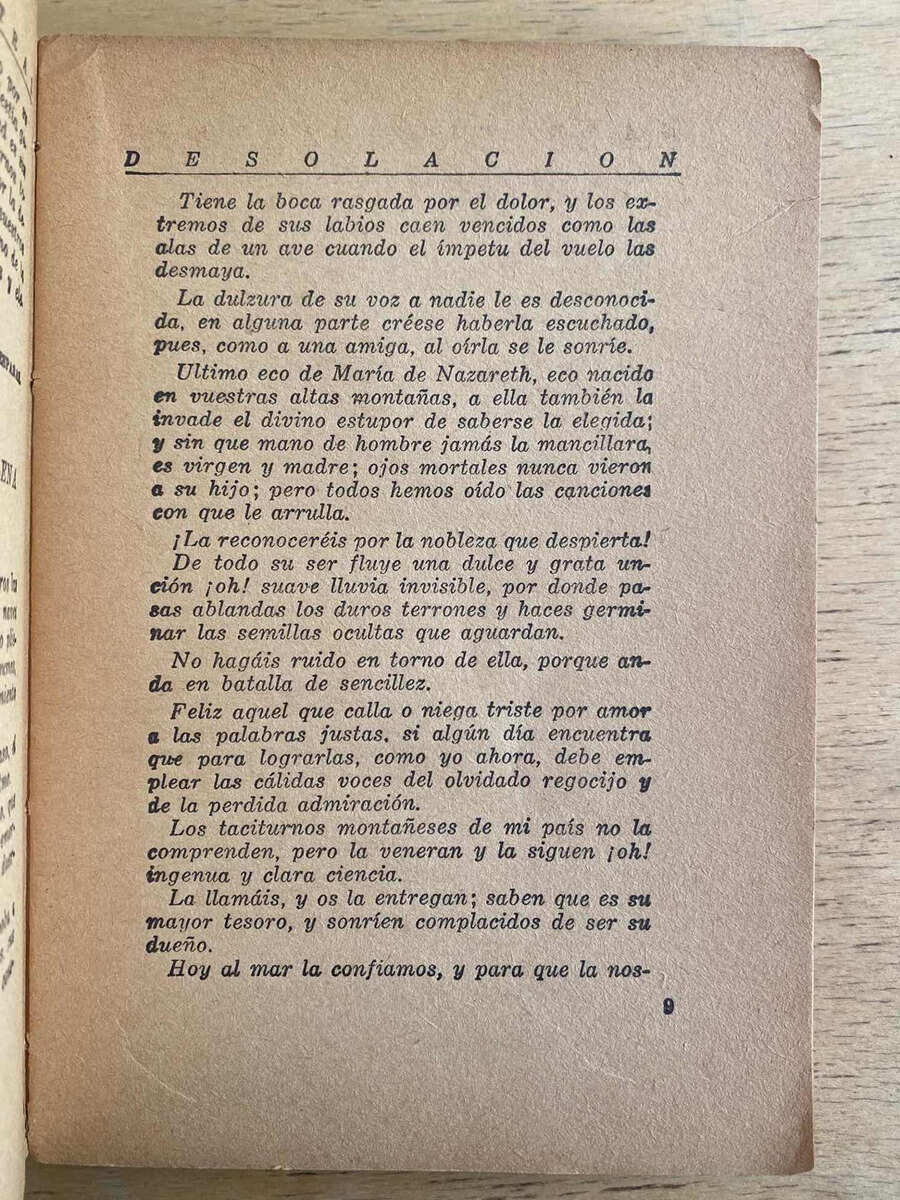 DESOLACION
Tiene la boca rasgada por el dolor, y los ex-
tremos de sus labios caen vencidos como las
alas de un ave cuando el ímpetu del vuelo las
desmaya.
La dulzura de su voz a nadie le es desconoci-
da, en alguna parte créese haberla escuchado,
pues, como a una amiga, al oírla se le sonríe.
Ultimo eco de María de Nazareth, eco nacido
en vuestras altas montañas, a ella también la
invade el divino estupor de saberse la elegida;
y sin que mano de hombre jamás la mancillara,
es virgen y madre; ojos mortales nunca vieron
a su hijo; pero todos hemos oído las canciones
con que le arrulla.
¡La reconoceréis por la nobleza que despierta!
De todo su ser fluye una dulce y grata un-
ción ¡oh! suave lluvia invisible, por donde pa-
sas ablandas los duros terrones y haces germi-
nar las semillas ocultas que aguardan.
No hagáis ruido en torno de ella, porque an-
da en batalla de sencillez.
Feliz aquel que calla o niega triste por amor
a las palabras justas. si algún día encuentra
que para lograrlas, como yo ahora, debe em-
plear las cálidas voces del olvidado regocijo y
de la perdida admiración.
Los taciturnos montañeses de mi país no la
comprenden, pero la veneran y la siguen ¡oh!
ingenua y clara ciencia.
La llamáis, y os la entregan; saben que es su
mayor tesoro, y sonríen complacidos de ser su
dueño.
Hoy al mar la confiamos, y para que la nos-
9